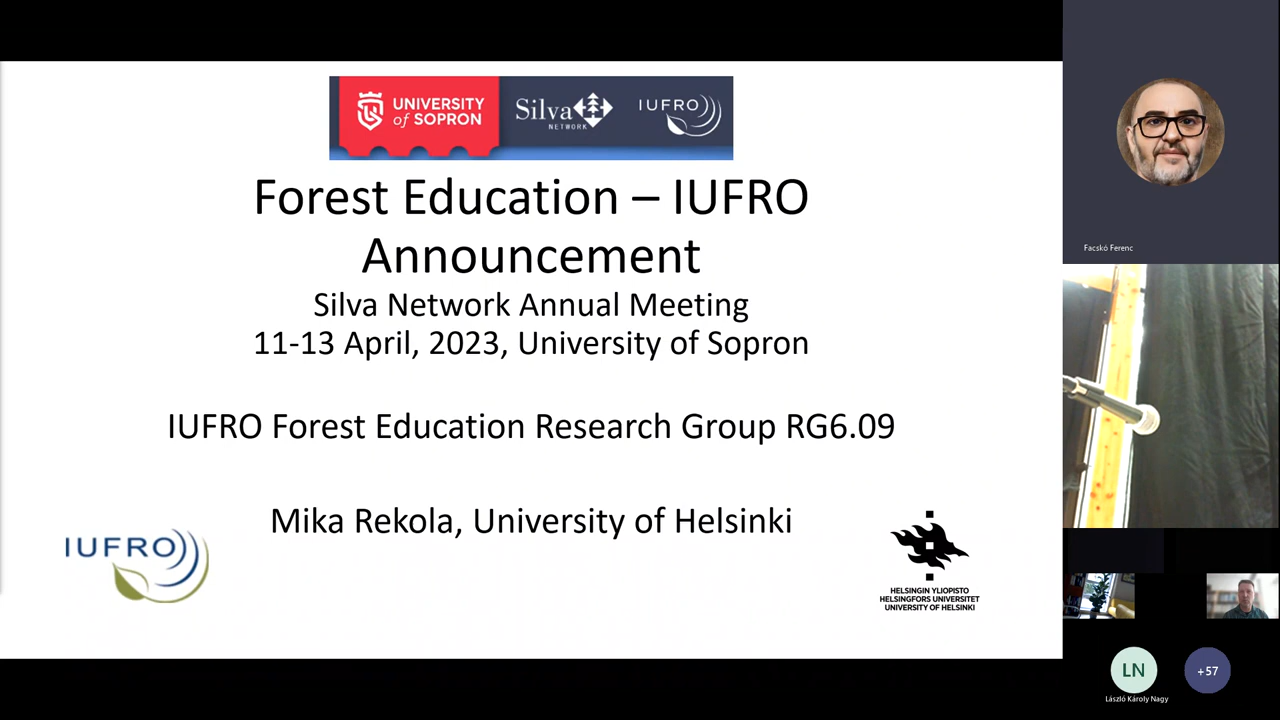 UNIVERSITY
of SOPRON
Silva
NETWORK
IUFRO
Forest Education – IUFRO
Announcement
Silva Network Annual Meeting
11-13 April, 2023, University of Sopron
IUFRO Forest Education Research Group RG6.09
Mika Rekola, University of Helsinki
IUFRO
HELSINGIN YLIOPISTO
HELSINGFORS UNIVERSITET
UNIVERSITY OF HELSINKI
Facskó Ferenc
LN
László Károly Nagy
+57